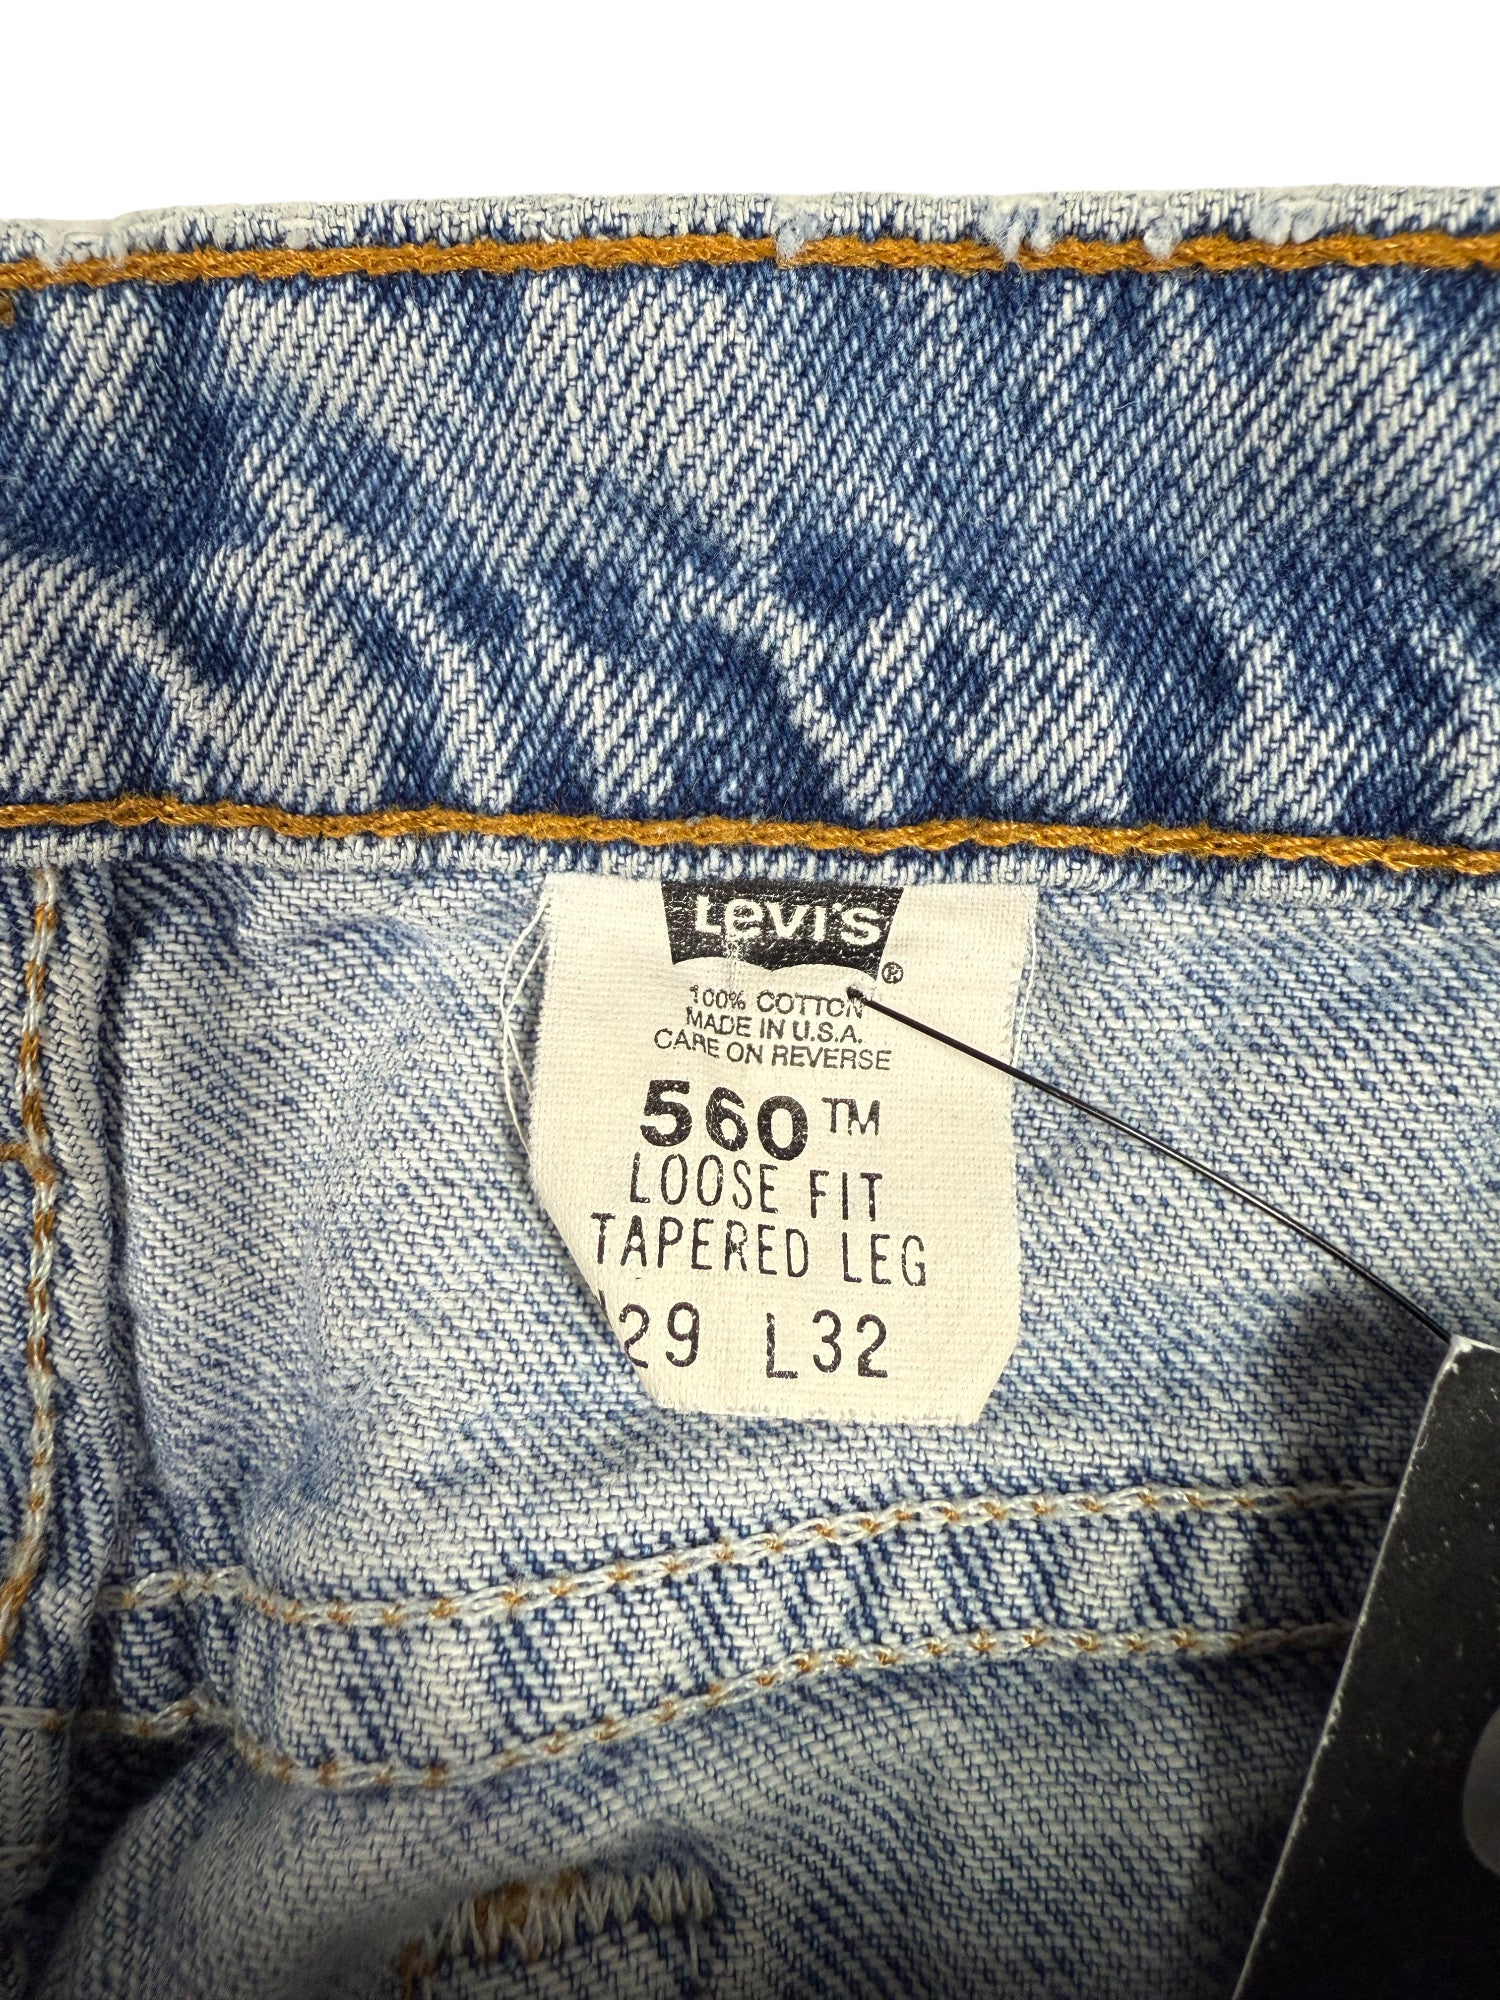 Levi's ®
100% COTTON
MADE IN U.S.A.
CARE ON REVERSE
560™
LOOSE FIT
TAPERED LEG
29 L32